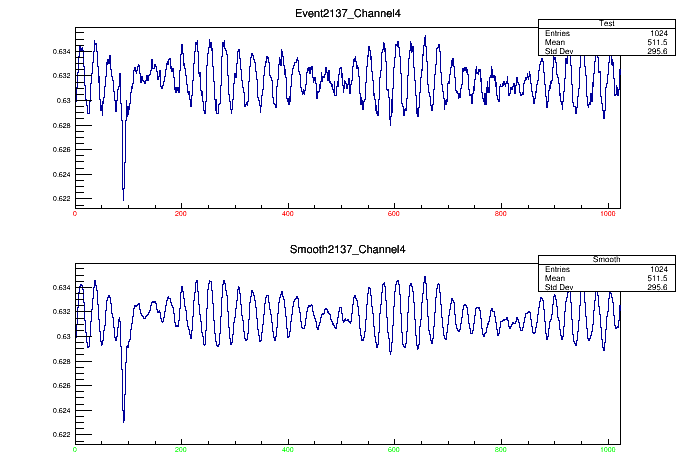 Event2137_Channel4
Test
Entries 1024
Mean 511.5
Std Dev 295.6
0.634
0.632
0.63
0.628
0.626
0.624
0.622
0 200 400 600 800 1000
Smooth2137_Channel4
Smooth
Entries 1024
Mean 511.5
Std Dev 295.6
0.634
0.632
0.63
0.628
0.626
0.624
0.622
0 200 400 600 800 1000